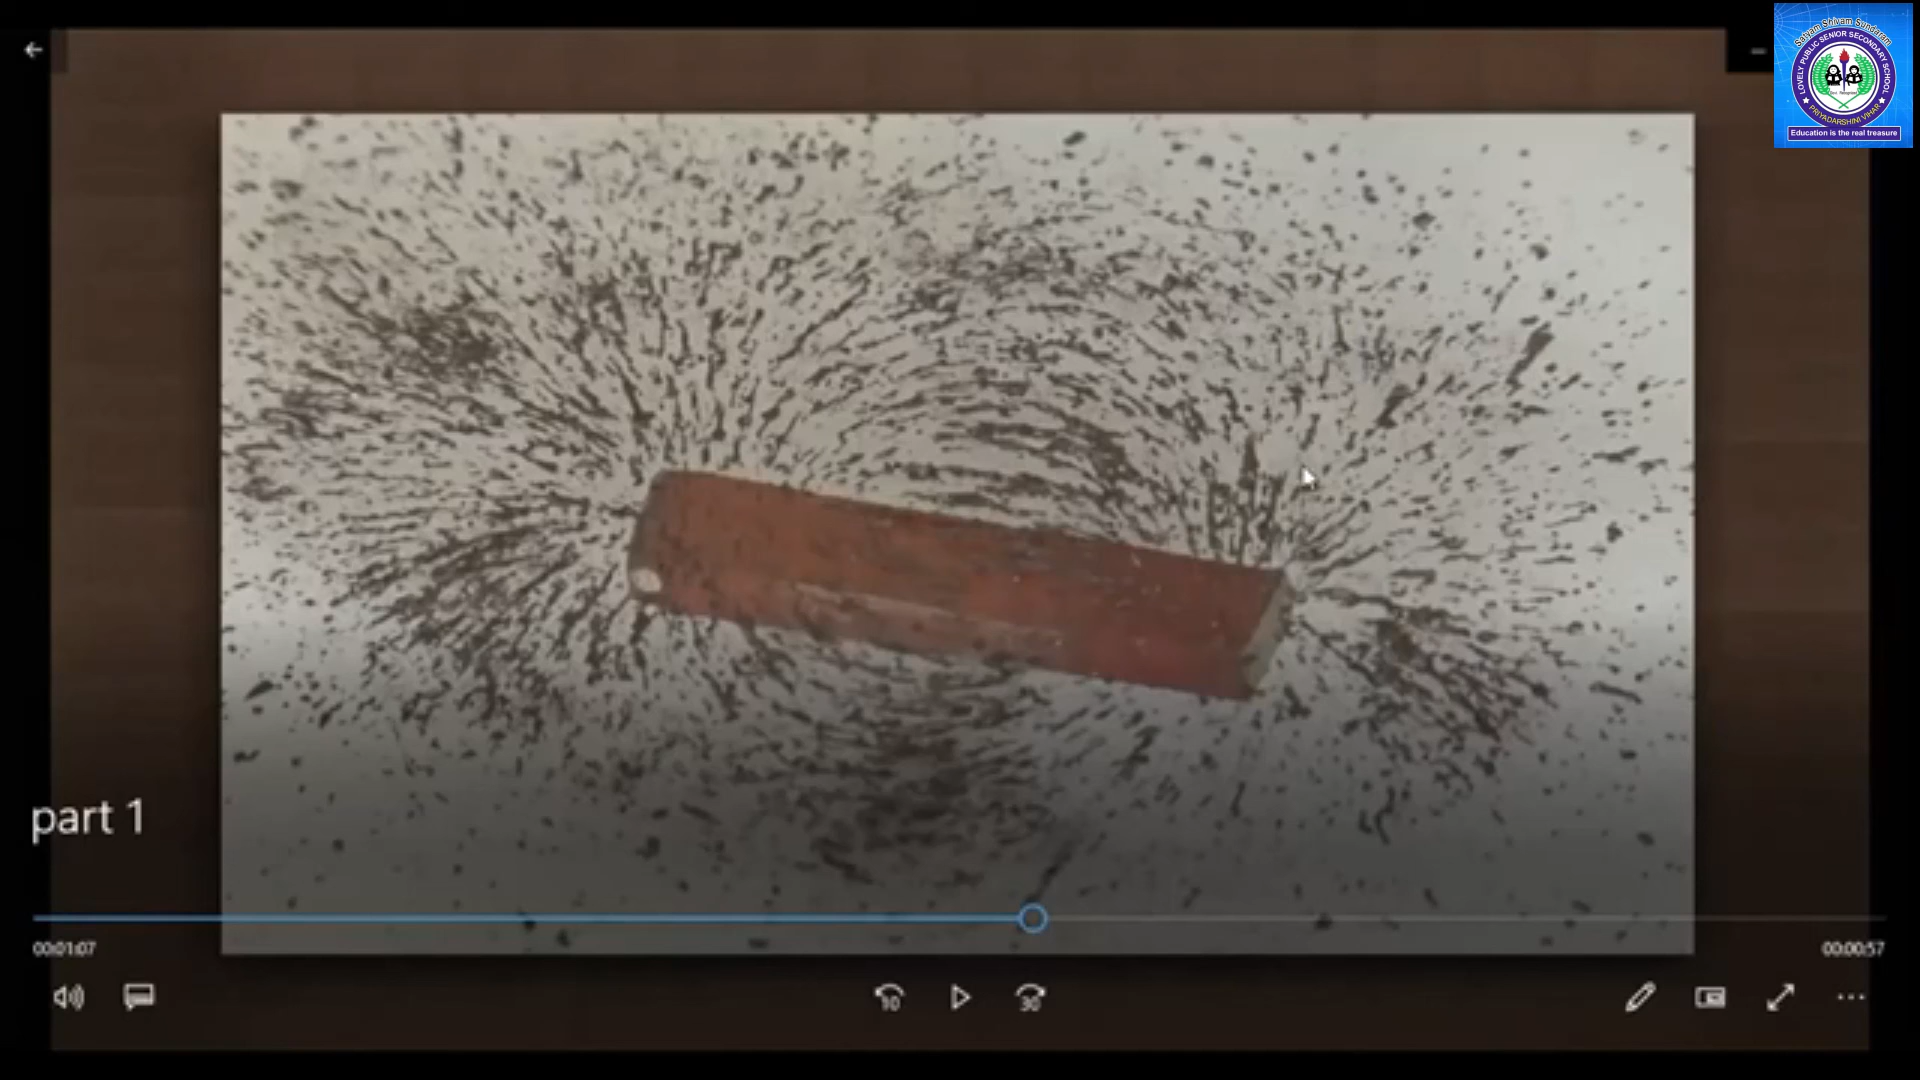 Satyam Shivam Sundaram
LOVELY PUBLIC SENIOR SECONDARY SCHOOL
PRIYADARSHINI VIHAR
Education is the real treasure
part 1
00:01:07
00:00:57
10
30